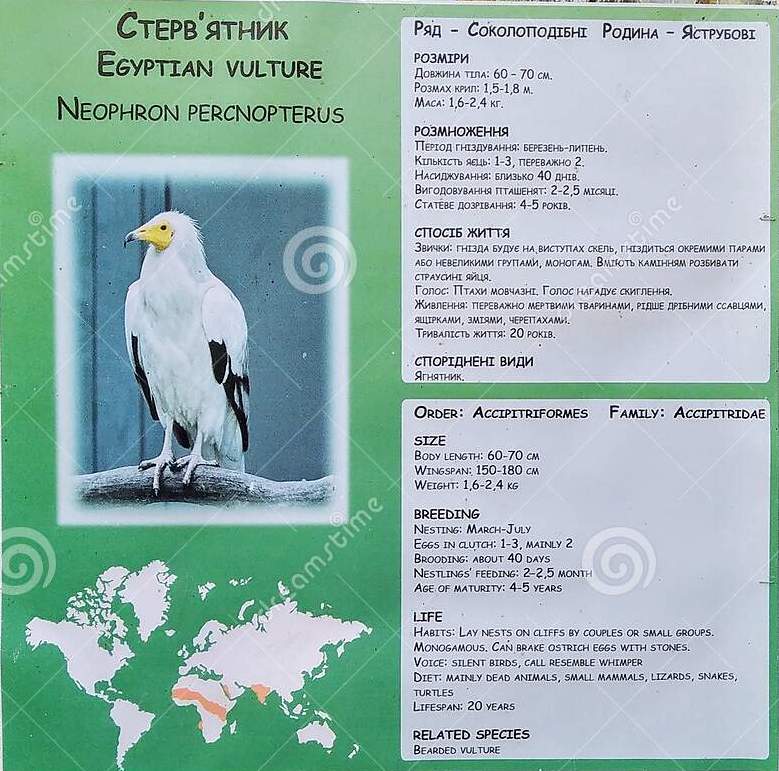 Стерв'ятник
Egyptian vulture
Neophron percnopterus
Ряд – Соколоподібні Родина – Яструбові
РОЗМІРИ
Довжина тіла: 60 – 70 см.
Розмах крил: 1,5-1,8 м.
Маса: 1,6-2,4 кг.
РОЗМНОЖЕННЯ
Період гніздування: березень-липень.
Кількість яєць: 1-3, переважно 2.
Насиджування: близько 40 днів.
Вигодовування пташенят: 2-2,5 місяці.
Статеве дозрівання: 4-5 років.
СПОСІБ ЖИТТЯ
Звички: гнізда будує на виступах скель, гніздиться окремими парами
або невеликими групами, моногам. Вміють камінням розбивати
страусині яйця.
Голос: Птахи мовчазні. Голос нагадує скиглення.
Живлення: переважно мертвими тваринами, рідше дрібними ссавцями,
ящірками, зміями, черепахами.
Тривалість життя: 20 років.
СПОРІДНЕНІ ВИДИ
Ягнятник.
Order: Accipitriformes Family: Accipitridae
SIZE
Body length: 60-70 cm
Wingspan: 150-180 cm
Weight: 1,6-2,4 kg
BREEDING
Nesting: March-July
Eggs in clutch: 1-3, mainly 2
Brooding: about 40 days
Nestlings' feeding: 2-2,5 month
Age of maturity: 4-5 years
LIFE
Habits: Lay nests on cliffs by couples or small groups.
Monogamous. Can brake ostrich eggs with stones.
Voice: silent birds, call resemble whimper
Diet: mainly dead animals, small mammals, lizards, snakes,
turtles
Lifespan: 20 years
RELATED SPECIES
Bearded vulture
dreamstime